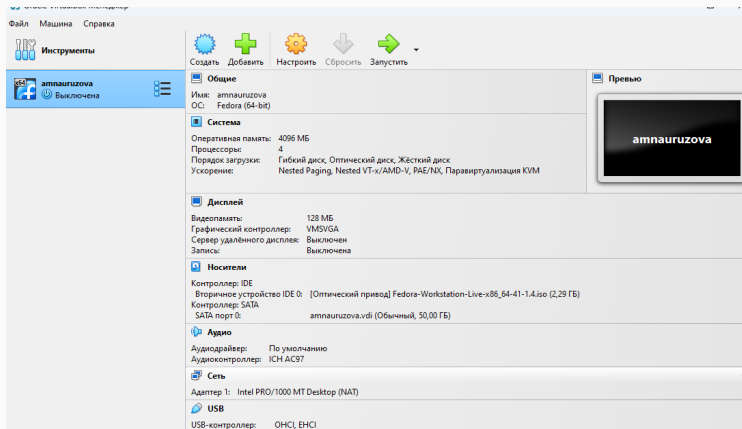 Oracle VirtualBox Менеджер
Файл Машина Справка
Инструменты
Создать Добавить Настроить Сбросить Запустить
x64
amnauruzova
Выключена
Общие
Имя: amnauruzova
ОС: Fedora (64-bit)
Превью
amnauruzova
Система
Оперативная память: 4096 МБ
Процессоры: 4
Порядок загрузки: Гибкий диск, Оптический диск, Жёсткий диск
Ускорение: Nested Paging, Nested VT-x/AMD-V, PAE/NX, Паравиртуализация KVM
Дисплей
Видеопамять: 128 МБ
Графический контроллер: VMSVGA
Сервер удалённого дисплея: Выключен
Запись: Выключена
Носители
Контроллер: IDE
Вторичное устройство IDE 0: [Оптический привод] Fedora-Workstation-Live-x86_64-41-1.4.iso (2,29 ГБ)
Контроллер: SATA
SATA порт 0: amnauruzova.vdi (Обычный, 50,00 ГБ)
Аудио
Аудиодрайвер: По умолчанию
Аудиоконтроллер: ICH AC97
Сеть
Адаптер 1: Intel PRO/1000 MT Desktop (NAT)
USB
USB-контроллер: OHCI, EHCI